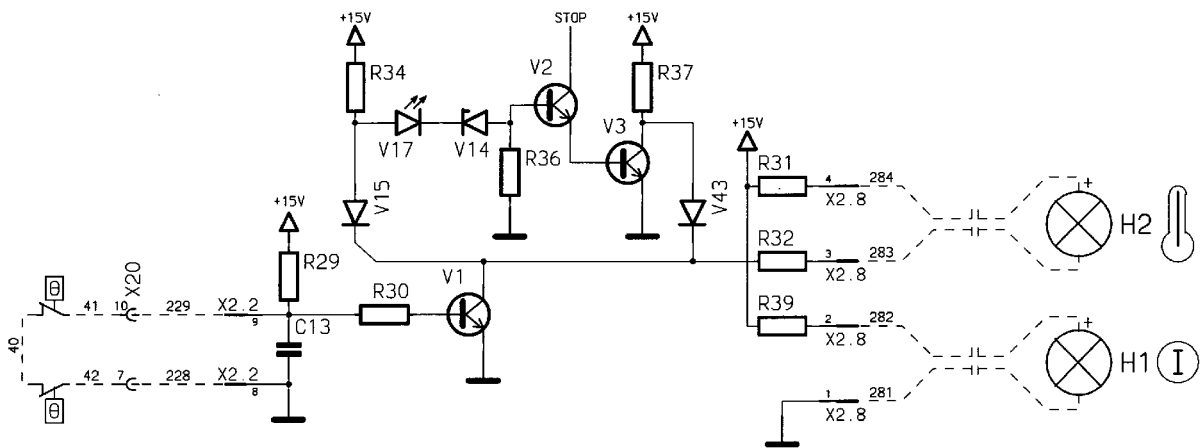 +15V
STOP
+15V
R34
V2
R37
+15V
V3
R31
4
284
V17
V14
R36
X2.8
+
H2
V15
V43
+15V
R32
3
283
X2.8
R29
V1
θ
X20
R30
R39
2
282
41
10
229
X2.2
9
C13
X2.8
+
40
H1
I
42
7
228
X2.2
8
1
281
θ
X2.8